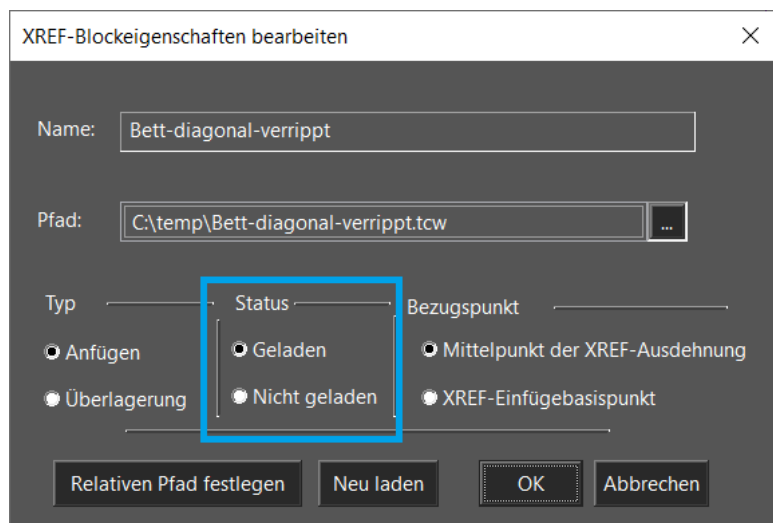 XREF-Blockeigenschaften bearbeiten
Name: Bett-diagonal-verrippt
Pfad: C:\temp\Bett-diagonal-verrippt.tcw ...
Typ Status Bezugspunkt
Anfügen Geladen Mittelpunkt der XREF-Ausdehnung
Überlagerung Nicht geladen XREF-Einfügebasispunkt
Relativen Pfad festlegen Neu laden OK Abbrechen